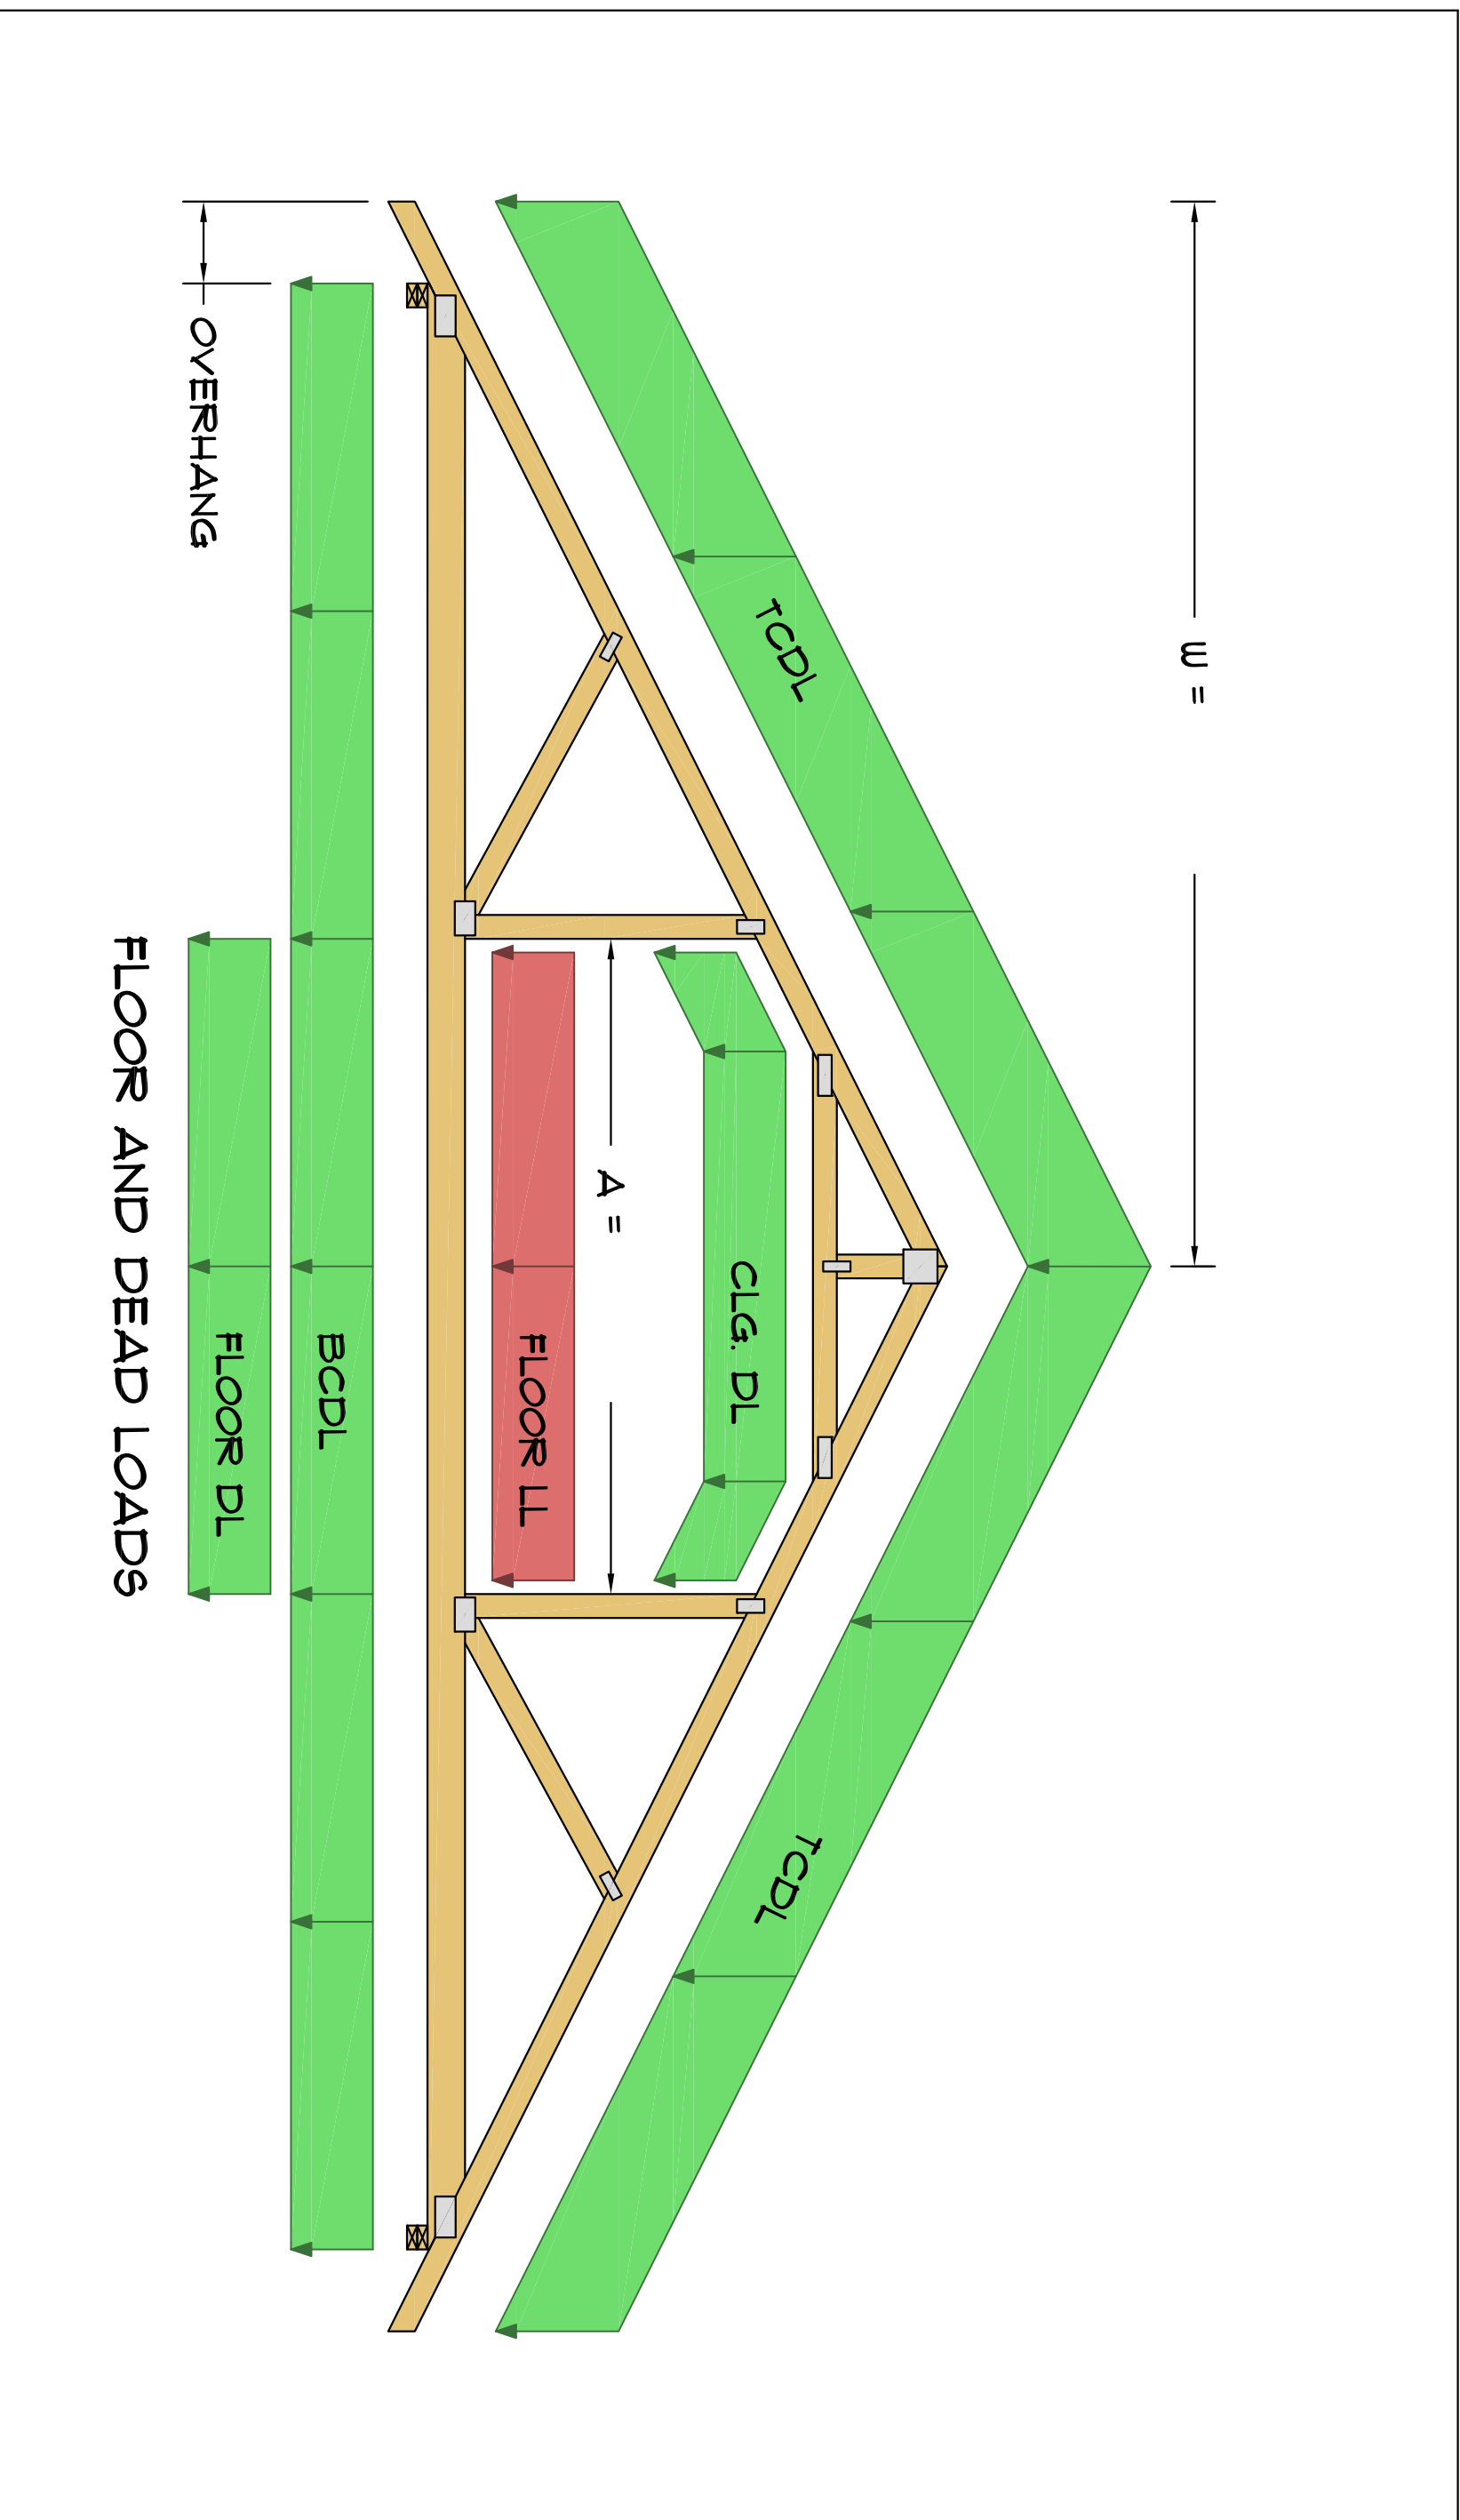 W =
TCDL
TCDL
CLG. DL
A =
FLOOR LL
BCDL
FLOOR DL
OVERHANG
FLOOR AND DEAD LOADS